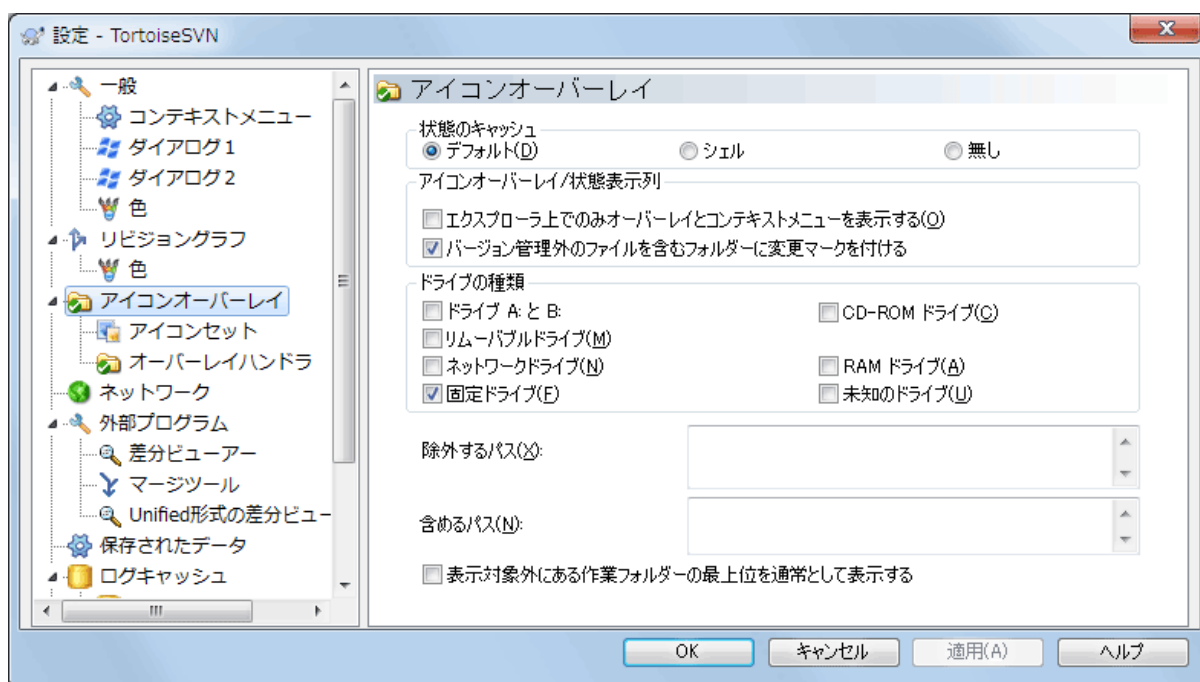 設定 - TortoiseSVN
一般
コンテキストメニュー
ダイアログ1
ダイアログ2
色
リビジョングラフ
色
アイコンオーバーレイ
アイコンセット
オーバーレイハンドラ
ネットワーク
外部プログラム
差分ビューアー
マージツール
Unified形式の差分ビュー
保存されたデータ
ログキャッシュ
アイコンオーバーレイ
状態のキャッシュ
デフォルト(D) シェル 無し
アイコンオーバーレイ/状態表示列
エクスプローラ上でのみオーバーレイとコンテキストメニューを表示する(O)
バージョン管理外のファイルを含むフォルダーに変更マークを付ける
ドライブの種類
ドライブ A: と B: CD-ROM ドライブ(C)
リムーバブルドライブ(M)
ネットワークドライブ(N) RAM ドライブ(A)
固定ドライブ(F) 未知のドライブ(U)
除外するパス(X):
含めるパス(N):
表示対象外にある作業フォルダーの最上位を通常として表示する
OK キャンセル 適用(A) ヘルプ